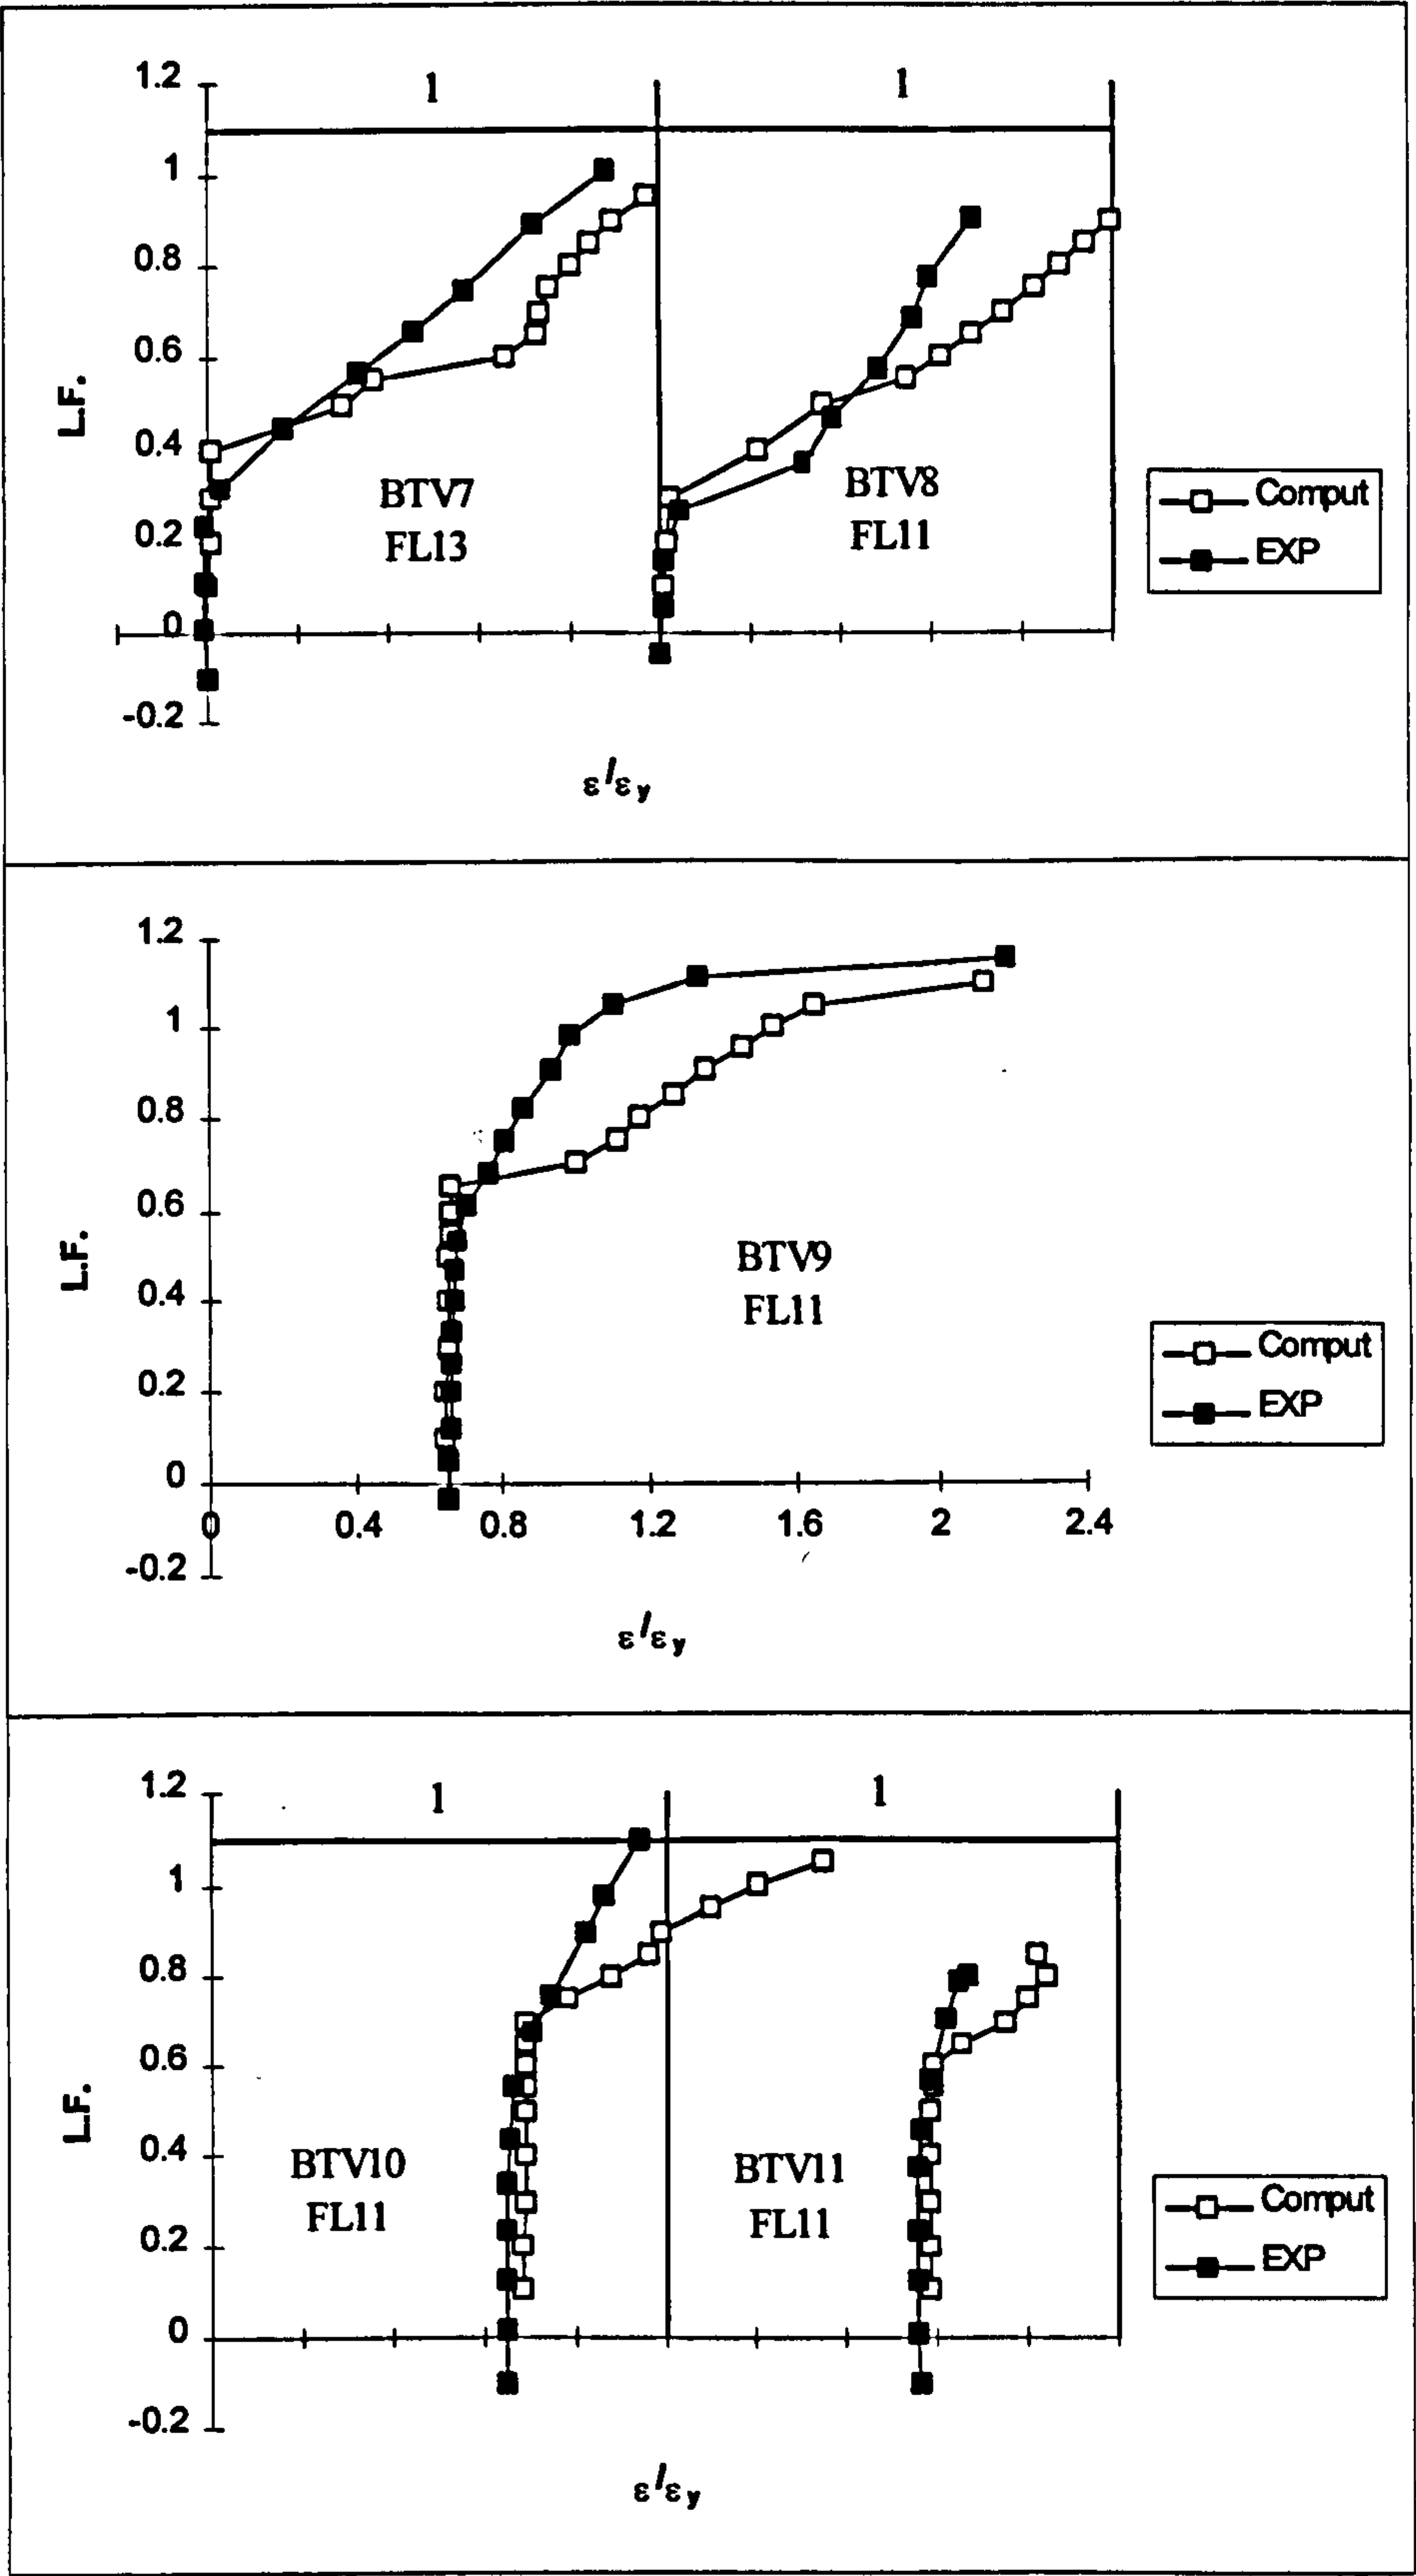 1.2
1
1
1
0.8
0.6
0.4
0.2
0
-0.2
L.F.
BTV7
FL13
BTV8
FL11
Comput
EXP
ε/εy
1.2
1
0.8
0.6
0.4
0.2
0
-0.2
L.F.
BTV9
FL11
0 0.4 0.8 1.2 1.6 2 2.4
Comput
EXP
ε/εy
1.2
1
1
1
0.8
0.6
0.4
0.2
0
-0.2
L.F.
BTV10
FL11
BTV11
FL11
Comput
EXP
ε/εy